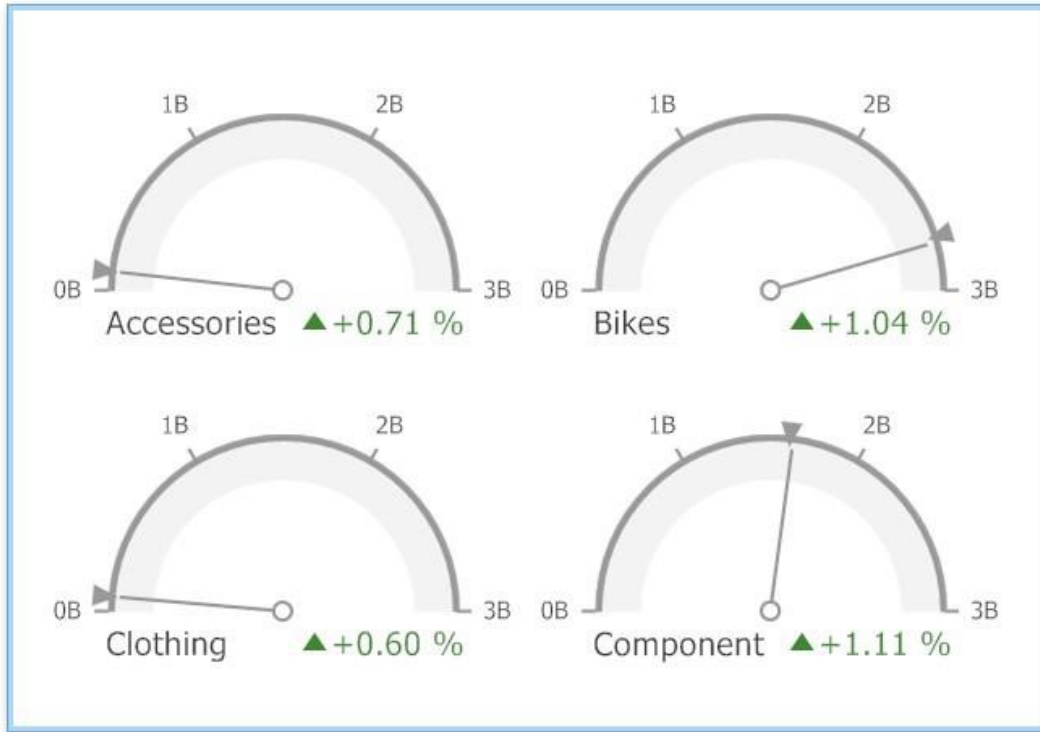 1B 2B
0B 3B
Accessories ▲+0.71 %
1B 2B
0B 3B
Bikes ▲+1.04 %
1B 2B
0B 3B
Clothing ▲+0.60 %
1B 2B
0B 3B
Component ▲+1.11 %